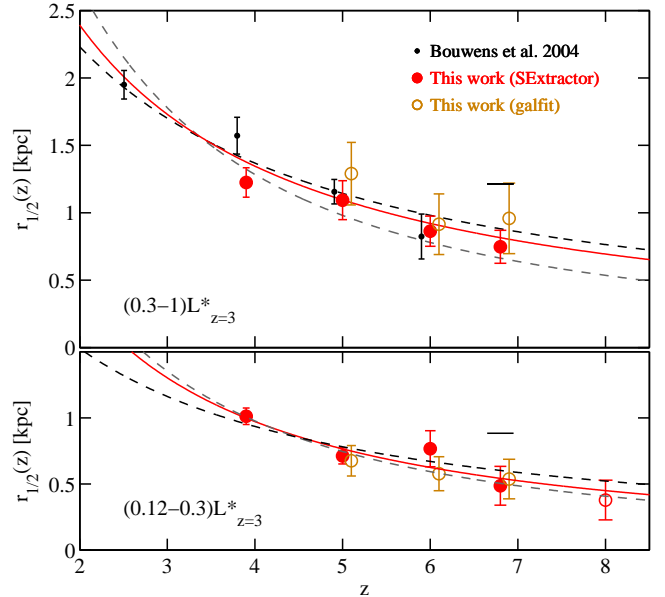 2.5
2
1.5
1
0.5
0
r1/2(z) [kpc]
Bouwens et al. 2004
This work (SExtractor)
This work (galfit)
(0.3–1)L*z=3
1
0.5
0
r1/2(z) [kpc]
(0.12–0.3)L*z=3
2 3 4 5 6 7 8
z